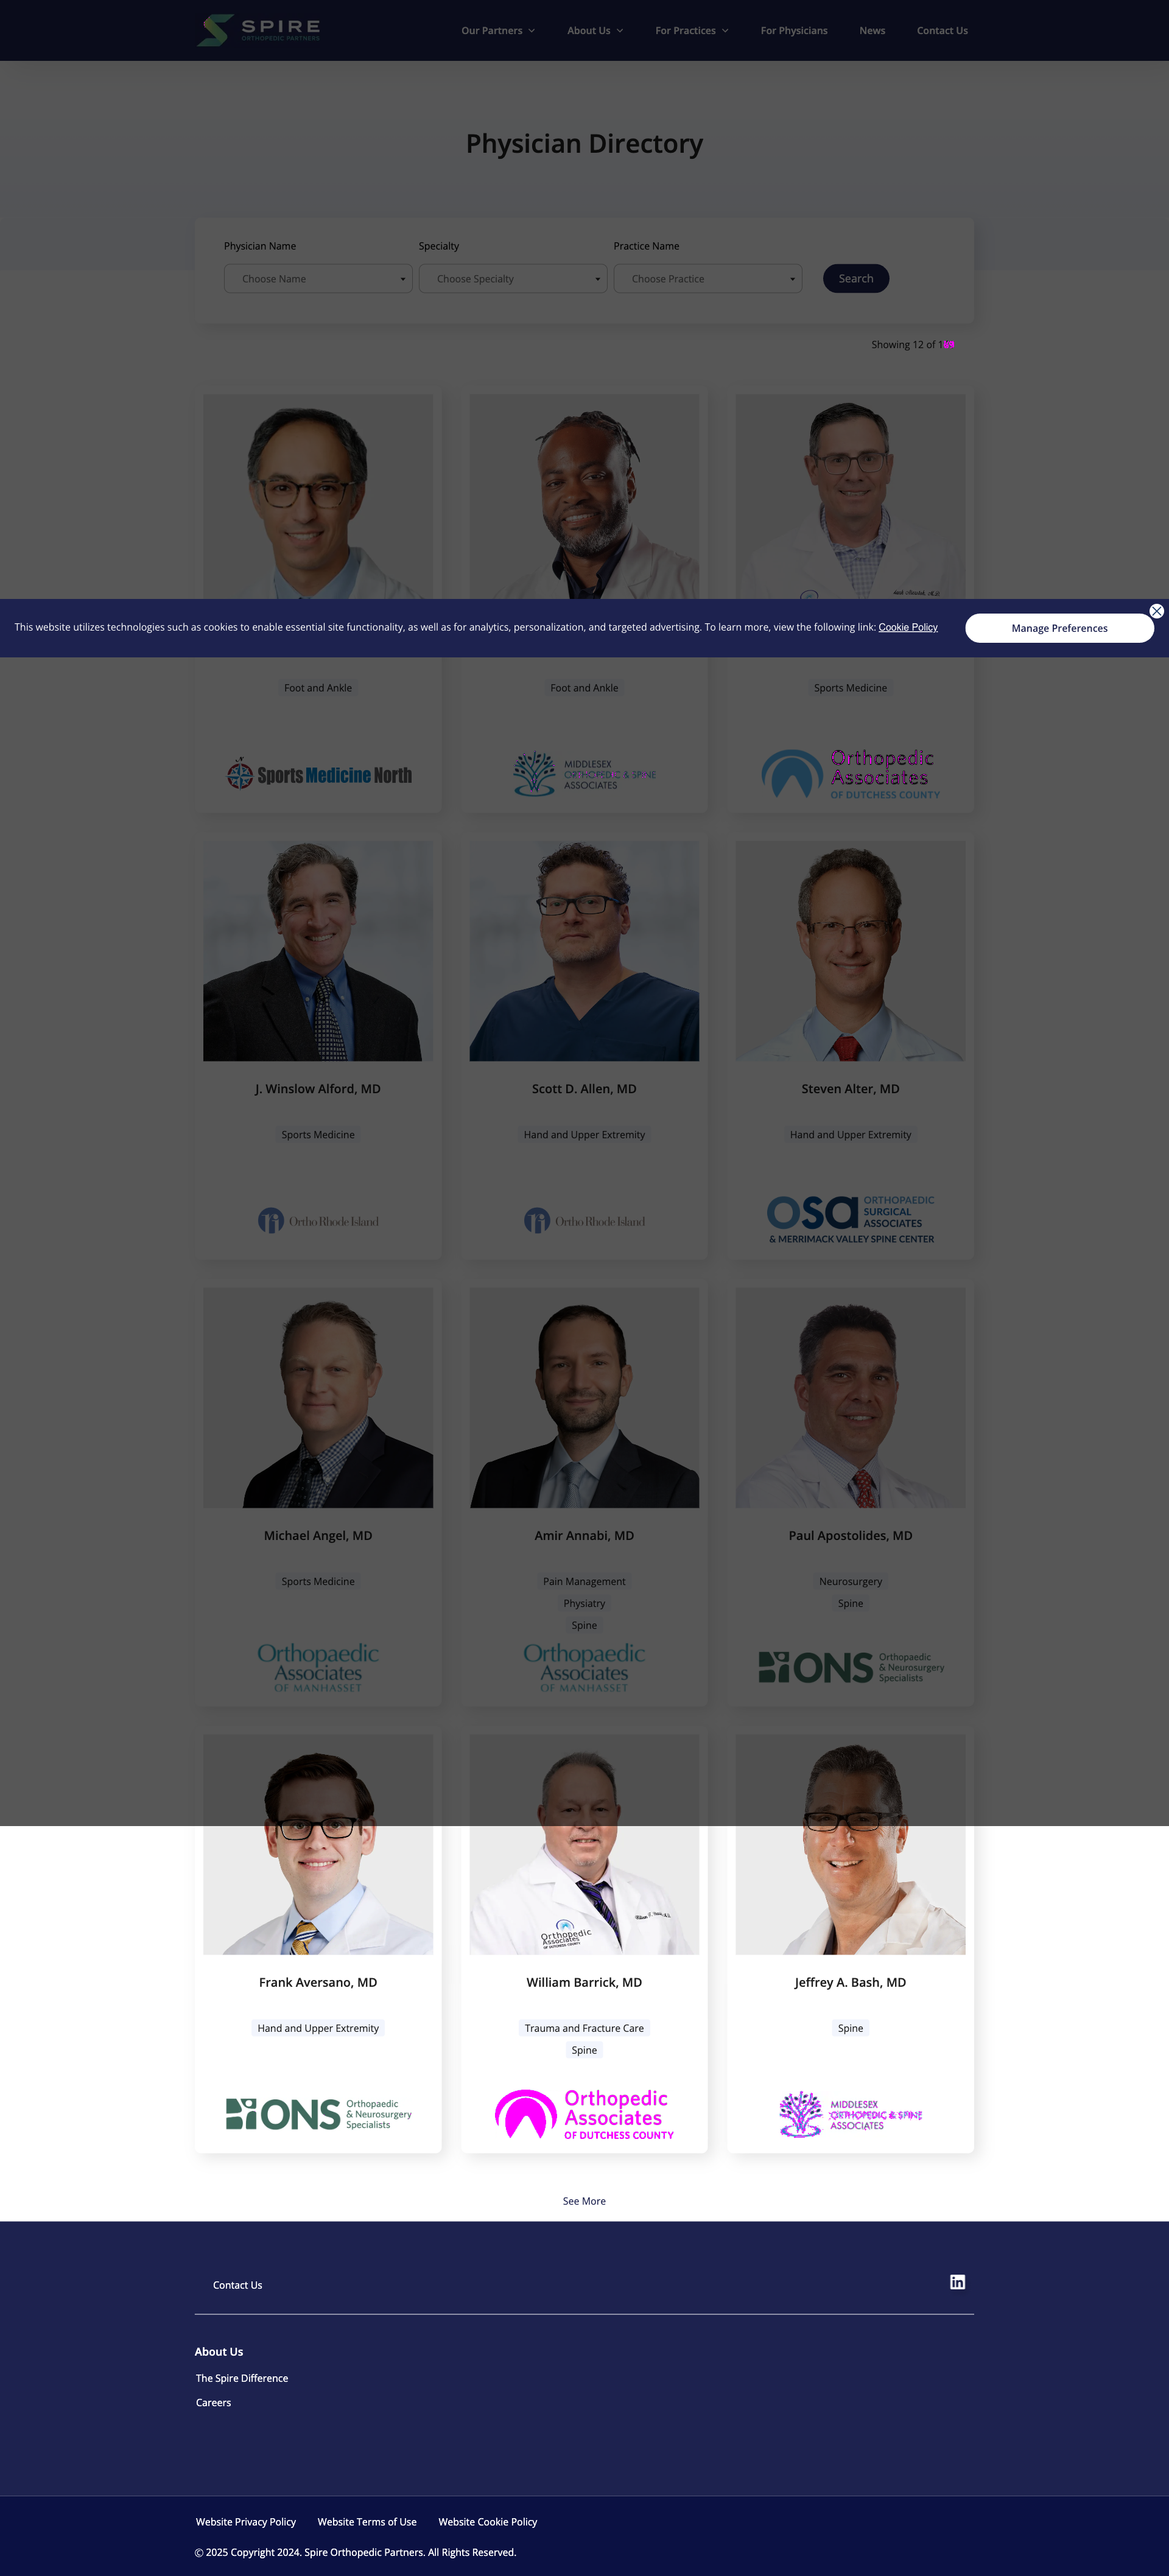 SPIRE
ORTHOPEDIC PARTNERS
Our Partners
About Us
For Practices
For Physicians
News
Contact Us
Physician Directory
Physician Name
Specialty
Practice Name
Choose Name
Choose Specialty
Choose Practice
Search
Showing 12 of
This website utilizes technologies such as cookies to enable essential site functionality, as well as for analytics, personalization, and targeted advertising. To learn more, view the following link: Cookie Policy
Manage Preferences
Foot and Ankle
Foot and Ankle
Sports Medicine
Sports Medicine North
MIDDLESEX
ORTHOPEDIC & SPINE
ASSOCIATES
Orthopedic
Associates
OF DUTCHESS COUNTY
J. Winslow Alford, MD
Scott D. Allen, MD
Steven Alter, MD
Sports Medicine
Hand and Upper Extremity
Hand and Upper Extremity
Ortho Rhode Island
Ortho Rhode Island
osa ORTHOPAEDIC
SURGICAL
ASSOCIATES
& MERRIMACK VALLEY SPINE CENTER
Michael Angel, MD
Amir Annabi, MD
Paul Apostolides, MD
Sports Medicine
Pain Management
Physiatry
Spine
Neurosurgery
Spine
Orthopaedic
Associates
OF MANHASSET
Orthopaedic
Associates
OF MANHASSET
ONS Orthopaedic
& Neurosurgery
Specialists
Orthopedic
Associates
OF DUTCHESS COUNTY
Frank Aversano, MD
William Barrick, MD
Jeffrey A. Bash, MD
Hand and Upper Extremity
Trauma and Fracture Care
Spine
Spine
ONS Orthopaedic
& Neurosurgery
Specialists
Orthopedic
Associates
OF DUTCHESS COUNTY
MIDDLESEX
ORTHOPEDIC & SPINE
ASSOCIATES
See More
Contact Us
in
About Us
The Spire Difference
Careers
Website Privacy Policy
Website Terms of Use
Website Cookie Policy
© 2025 Copyright 2024. Spire Orthopedic Partners. All Rights Reserved.